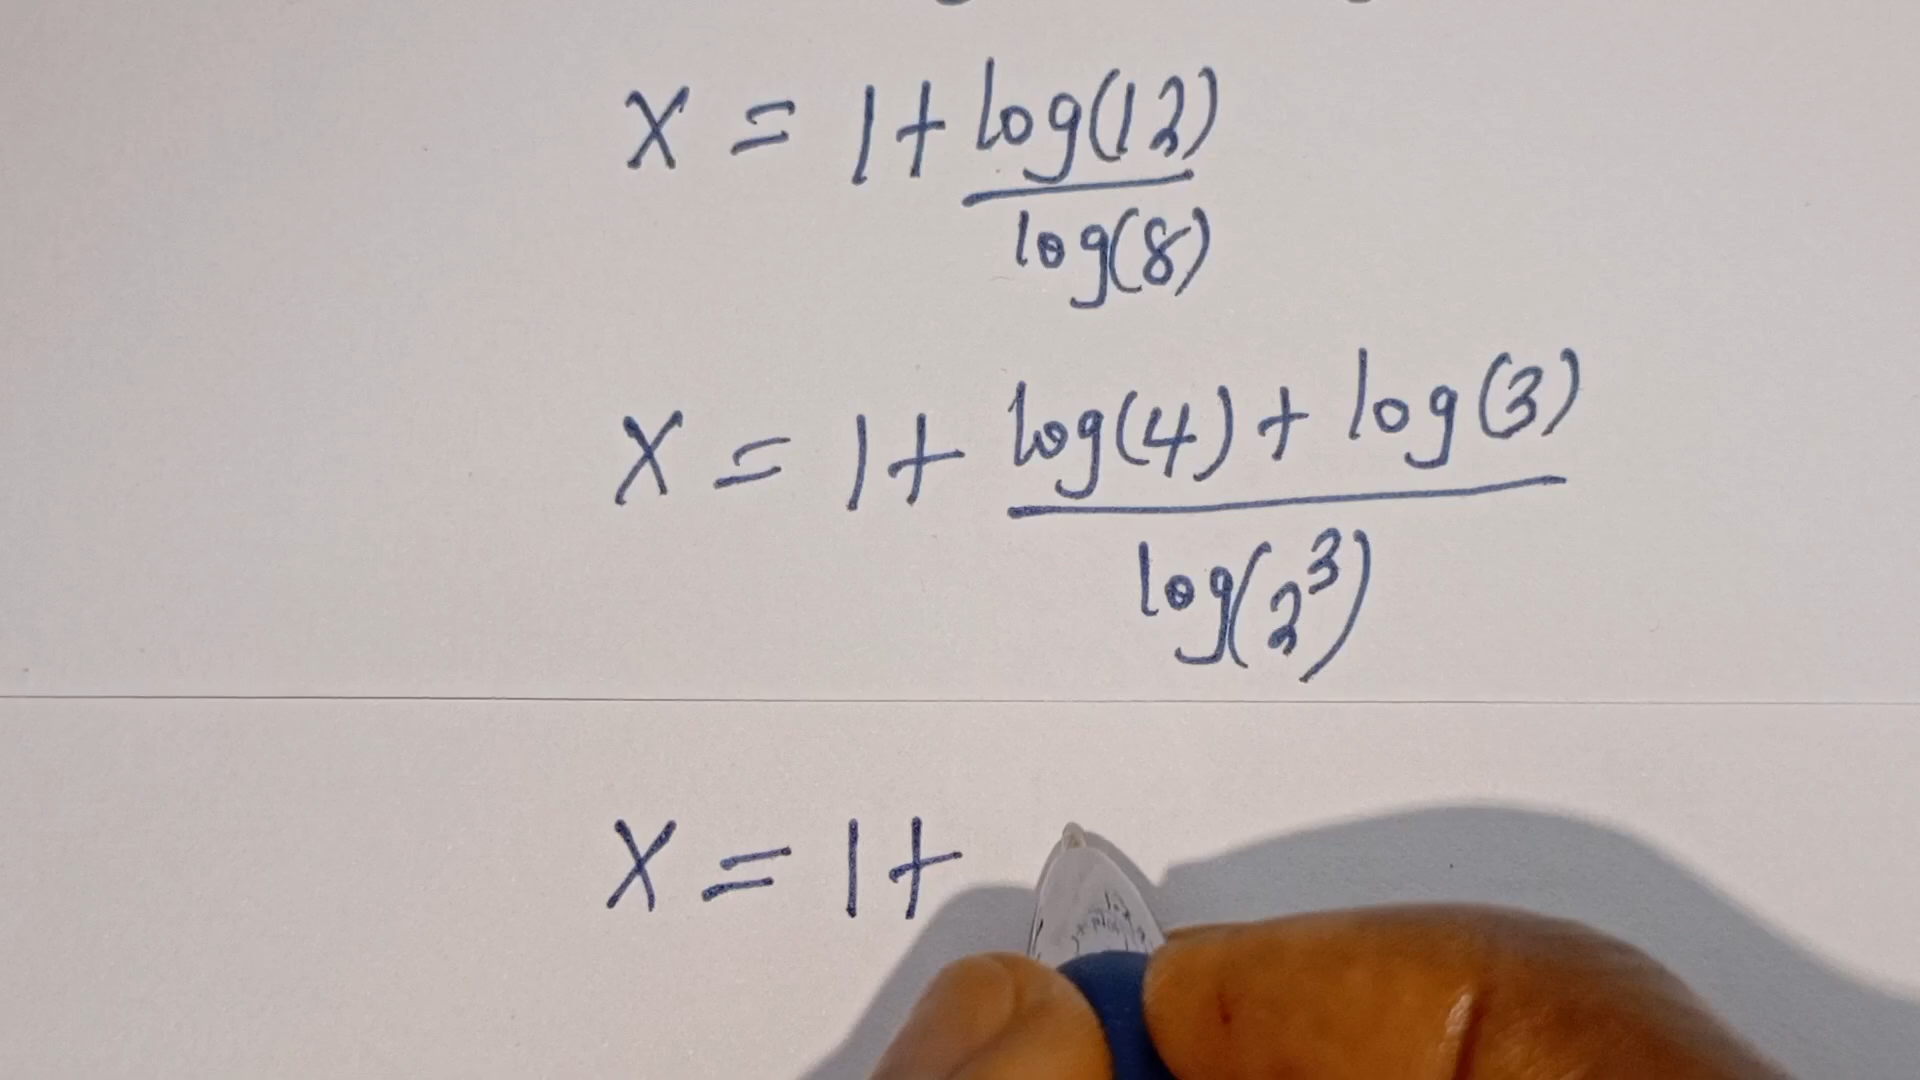 x = 1 + log(12)
log(8)
x = 1 + log(4) + log(3)
log(2³)
x = 1 +